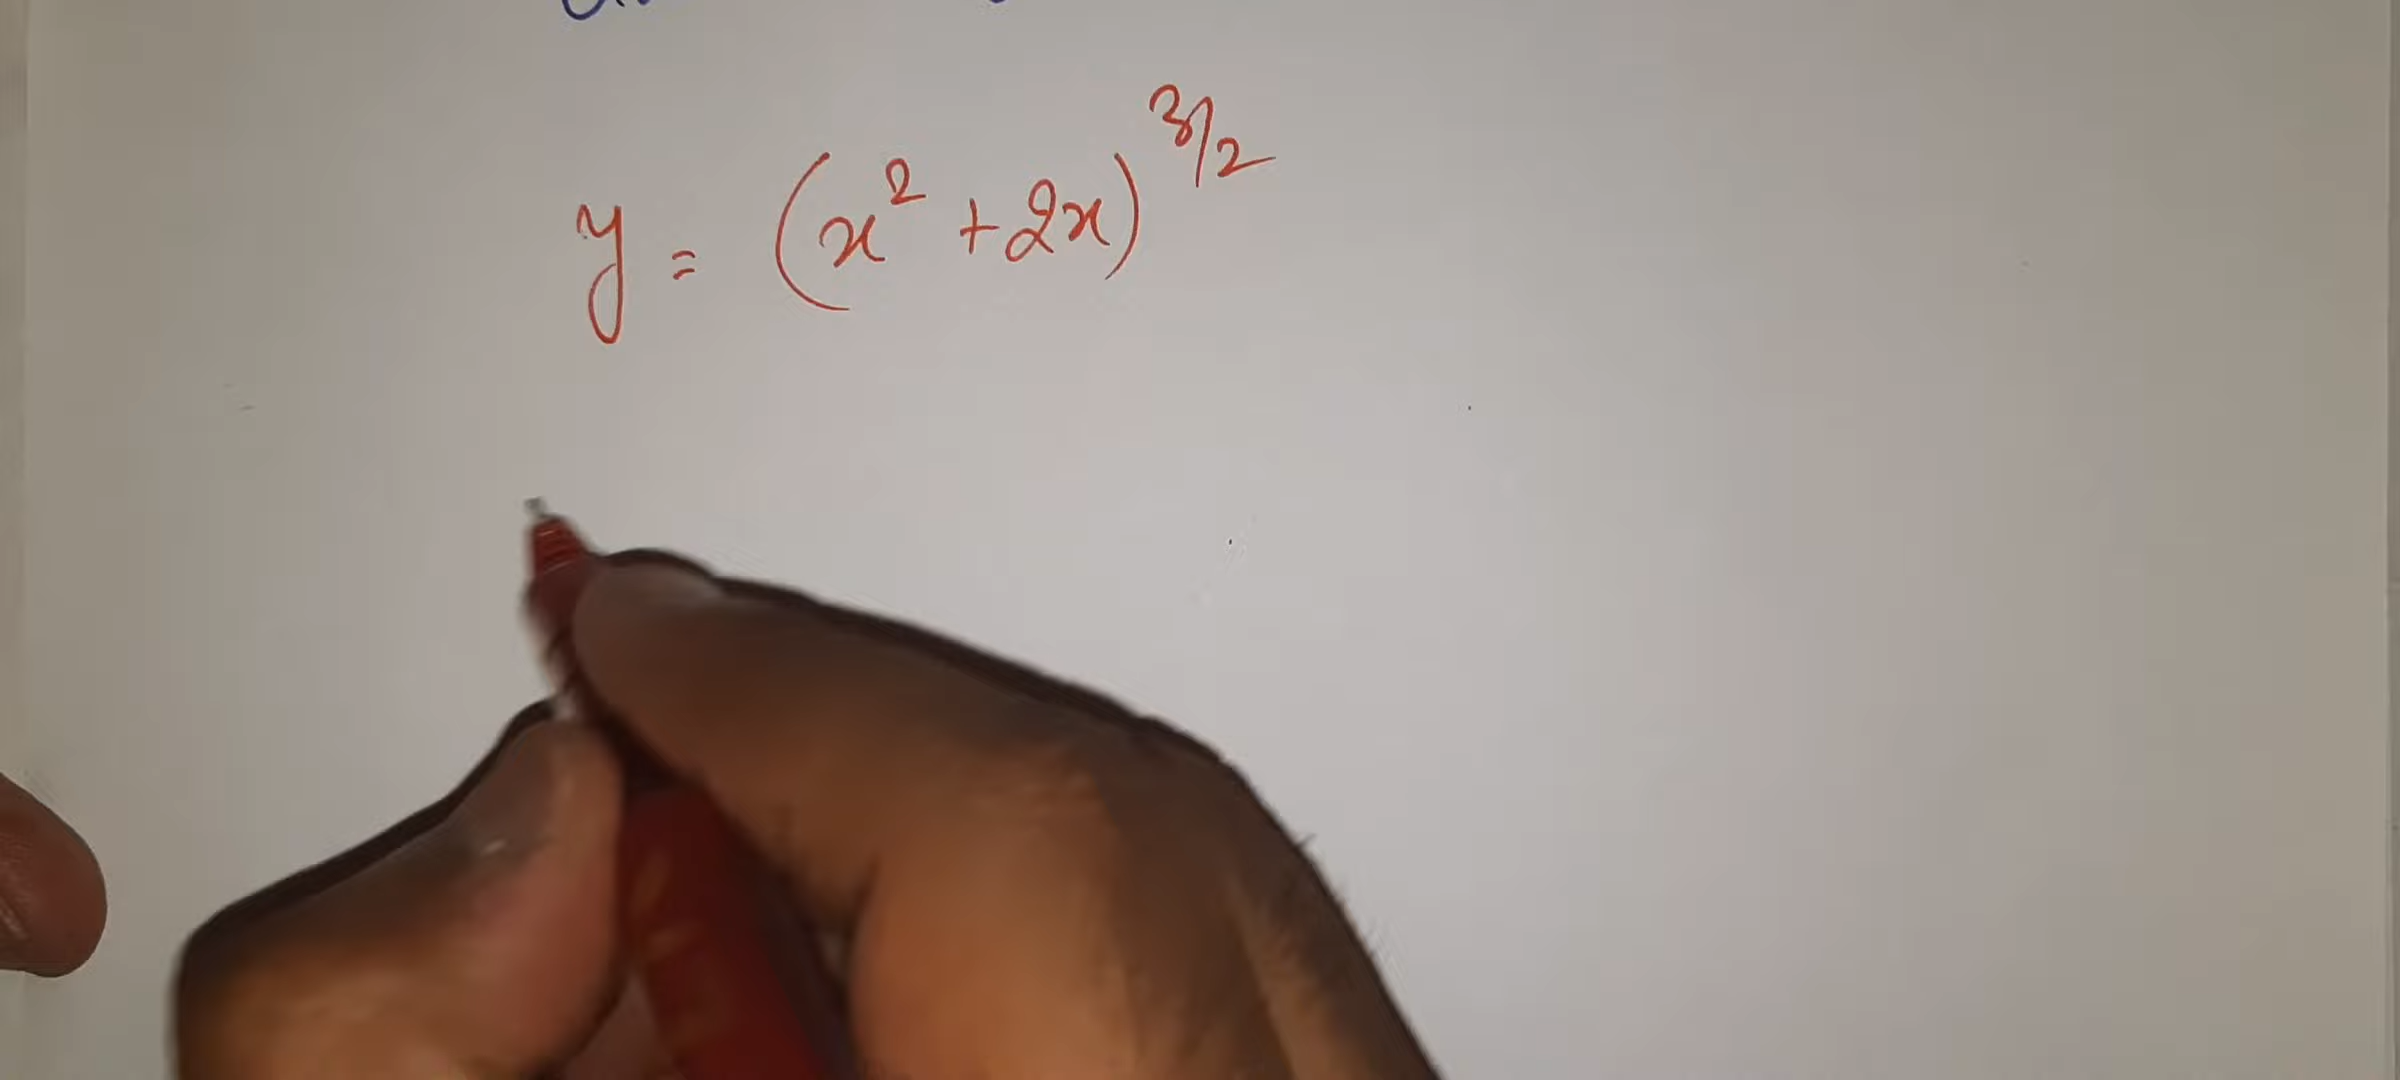 y = (x² + 2x)^3/2